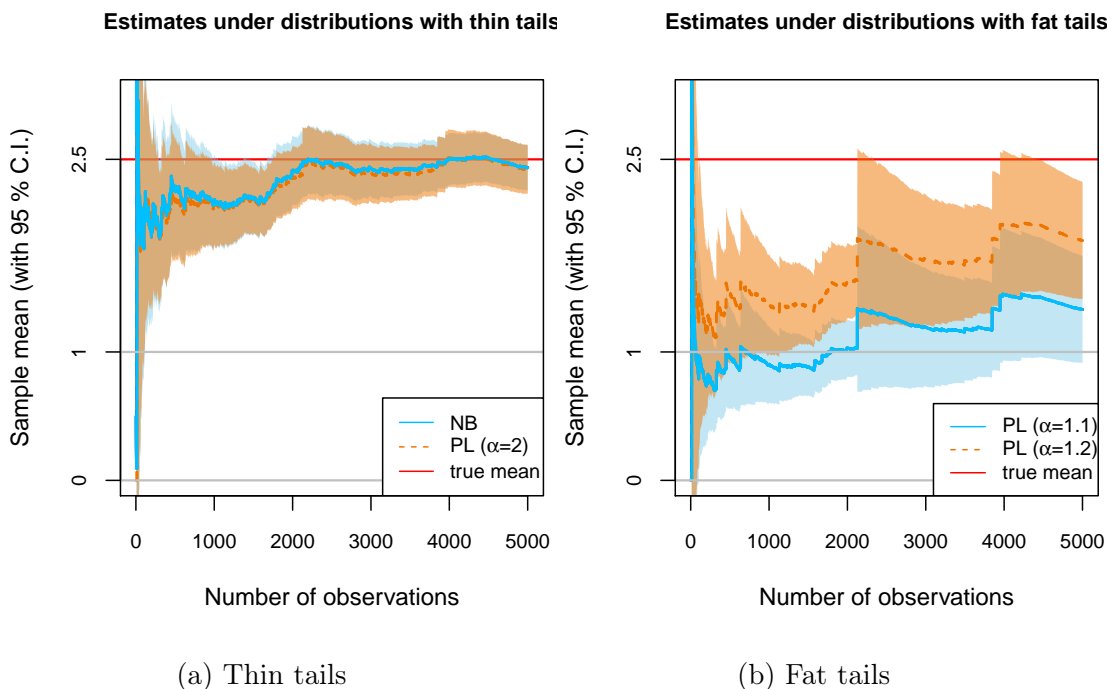 Estimates under distributions with thin tails
Sample mean (with 95 % C.I.)
2.5
1
0
NB
PL (α=2)
true mean
0 1000 2000 3000 4000 5000
Number of observations
(a) Thin tails
Estimates under distributions with fat tails
Sample mean (with 95 % C.I.)
2.5
1
0
PL (α=1.1)
PL (α=1.2)
true mean
0 1000 2000 3000 4000 5000
Number of observations
(b) Fat tails